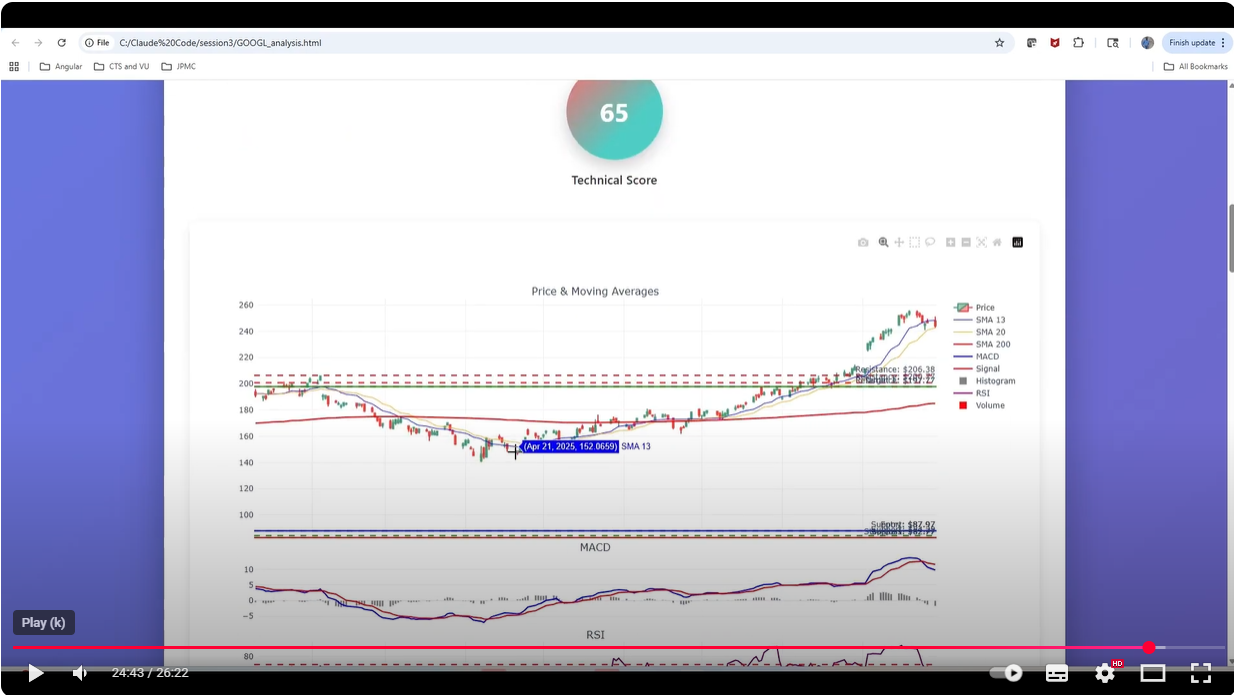 File C:/Claude%20Code/session3/GOOGL_analysis.html
Finish update
Angular CTS and VU JPMC
All Bookmarks
65
Technical Score
Price & Moving Averages
260
240
220
200
180
160
140
120
100
Resistance: $206.38
(Apr 21, 2025, 152.0659) SMA 13
$87.97
Price
SMA 13
SMA 20
SMA 200
MACD
Signal
Histogram
RSI
Volume
MACD
10
5
0
−5
RSI
80
Play (k)
24:43 / 26:22
HD